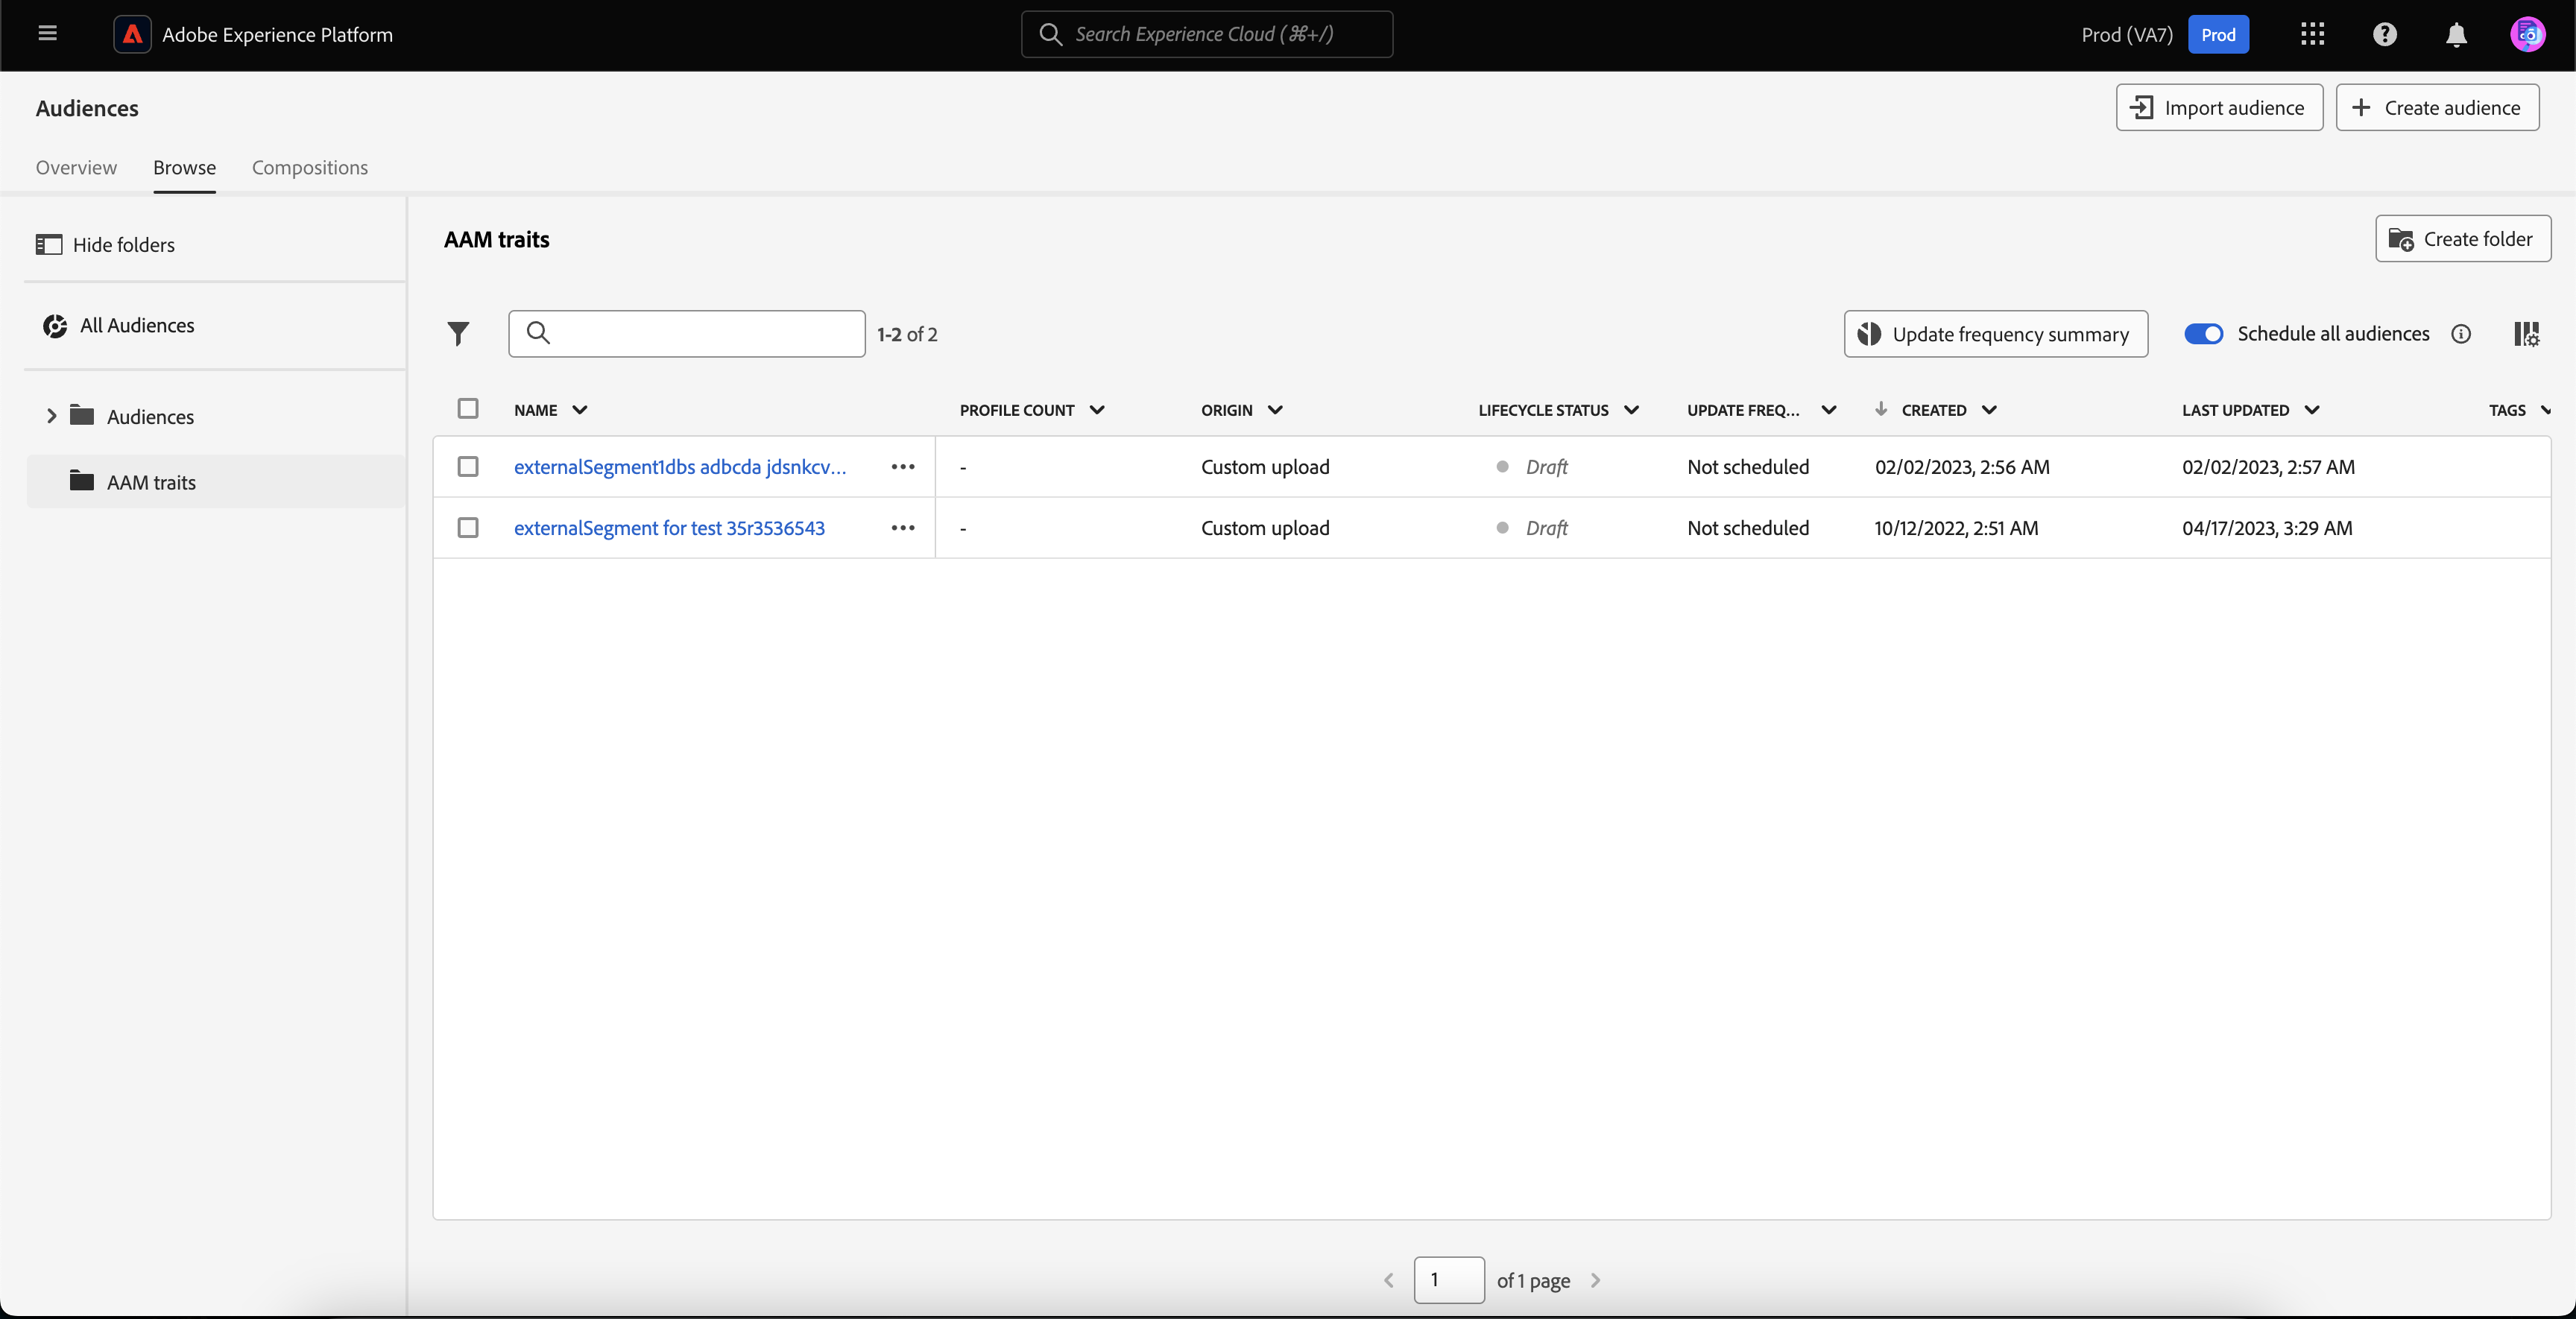 Adobe Experience Platform
Search Experience Cloud (⌘+/)
Prod (VA7)
Prod
Audiences
Import audience
Create audience
Overview
Browse
Compositions
Hide folders
AAM traits
Create folder
All Audiences
1-2 of 2
Update frequency summary
Schedule all audiences
Audiences
AAM traits
NAME PROFILE COUNT ORIGIN LIFECYCLE STATUS UPDATE FREQ... CREATED LAST UPDATED TAGS
externalSegment1dbs adbcda jdsnkcv... - Custom upload Draft Not scheduled 02/02/2023, 2:56 AM 02/02/2023, 2:57 AM
externalSegment for test 35r3536543 - Custom upload Draft Not scheduled 10/12/2022, 2:51 AM 04/17/2023, 3:29 AM
1 of 1 page